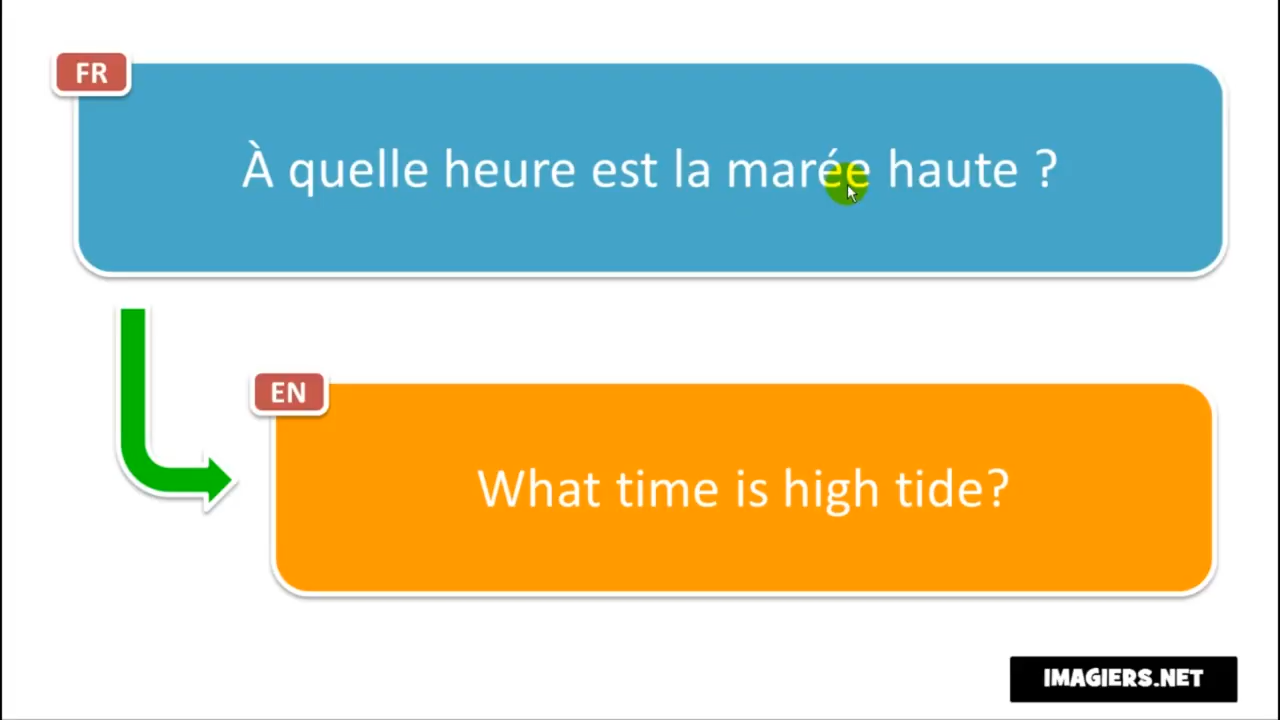 FR
À quelle heure est la marée haute ?
EN
What time is high tide?
IMAGIERS.NET